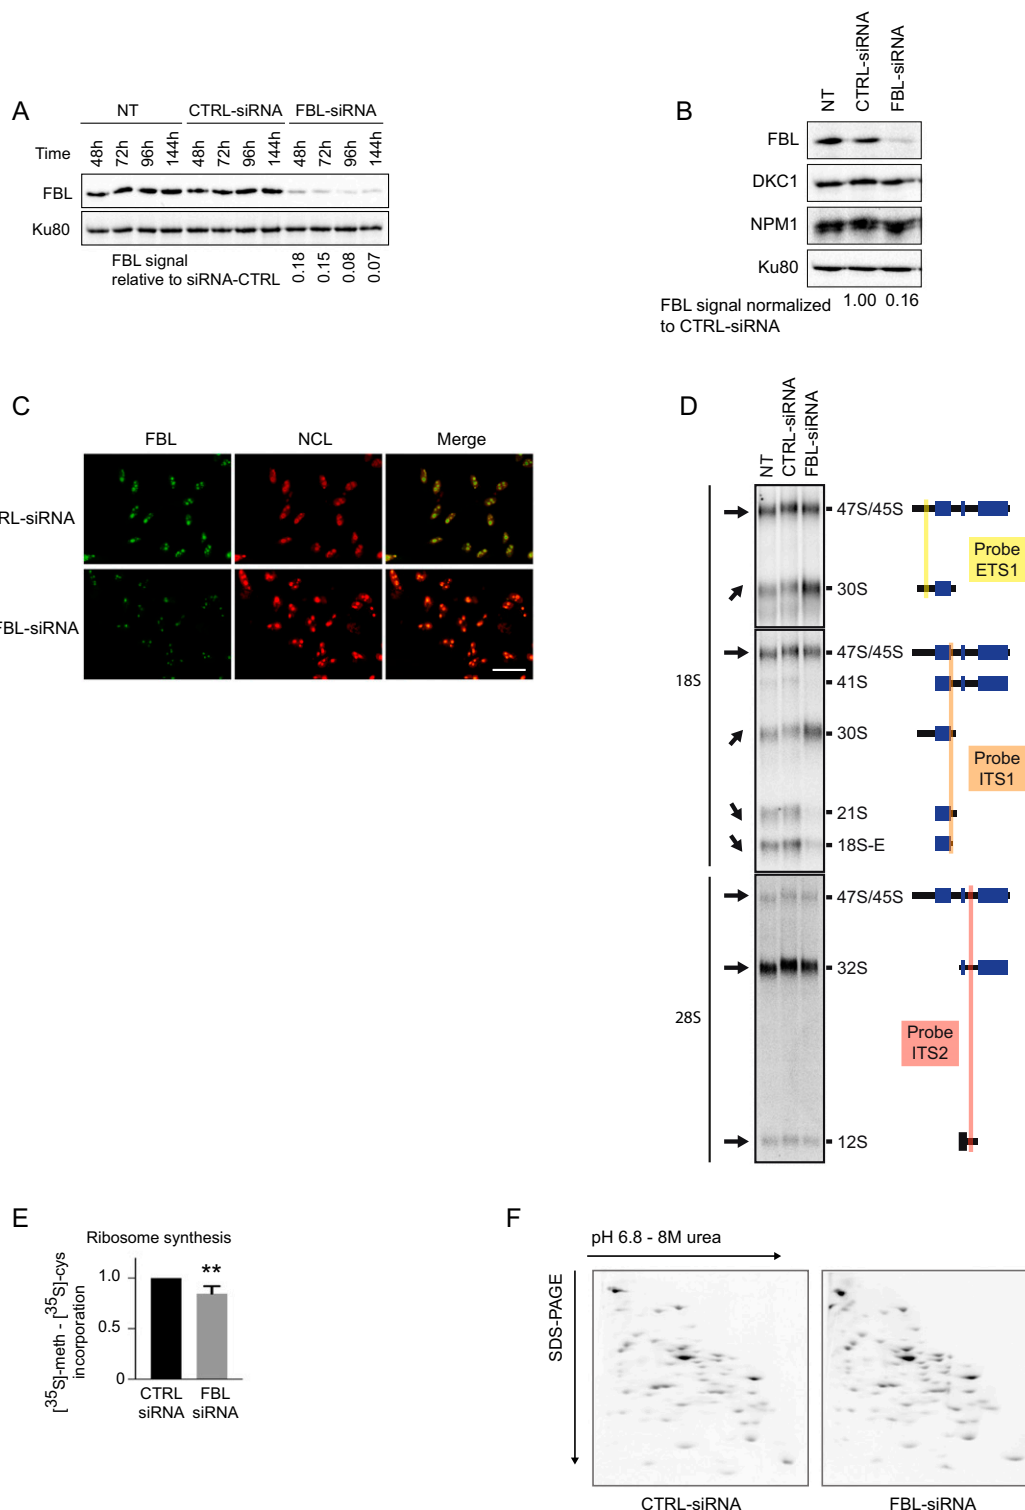 A
NT CTRL-siRNA FBL-siRNA
Time 48h 72h 96h 144h 48h 72h 96h 144h 48h 72h 96h 144h
FBL
Ku80
FBL signal
relative to siRNA-CTRL 0.18 0.15 0.08 0.07
B
NT CTRL-siRNA FBL-siRNA
FBL
DKC1
NPM1
Ku80
FBL signal normalized 1.00 0.16
to CTRL-siRNA
C
FBL NCL Merge
RL-siRNA
FBL-siRNA
D
NT CTRL-siRNA FBL-siRNA
47S/45S
Probe
ETS1
30S
18S
47S/45S
41S
30S
Probe
ITS1
21S
18S-E
28S
47S/45S
32S
Probe
ITS2
12S
E
Ribosome synthesis
[35S]-meth - [35S]-cys
incorporation
1.0
0.5
0
**
CTRL FBL
siRNA siRNA
F
pH 6.8 - 8M urea
SDS-PAGE
CTRL-siRNA FBL-siRNA